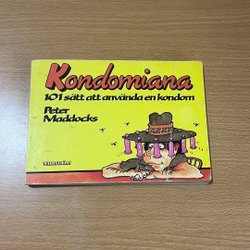 Kondomiana
101 sätt att använda en kondom
Peter
Maddocks